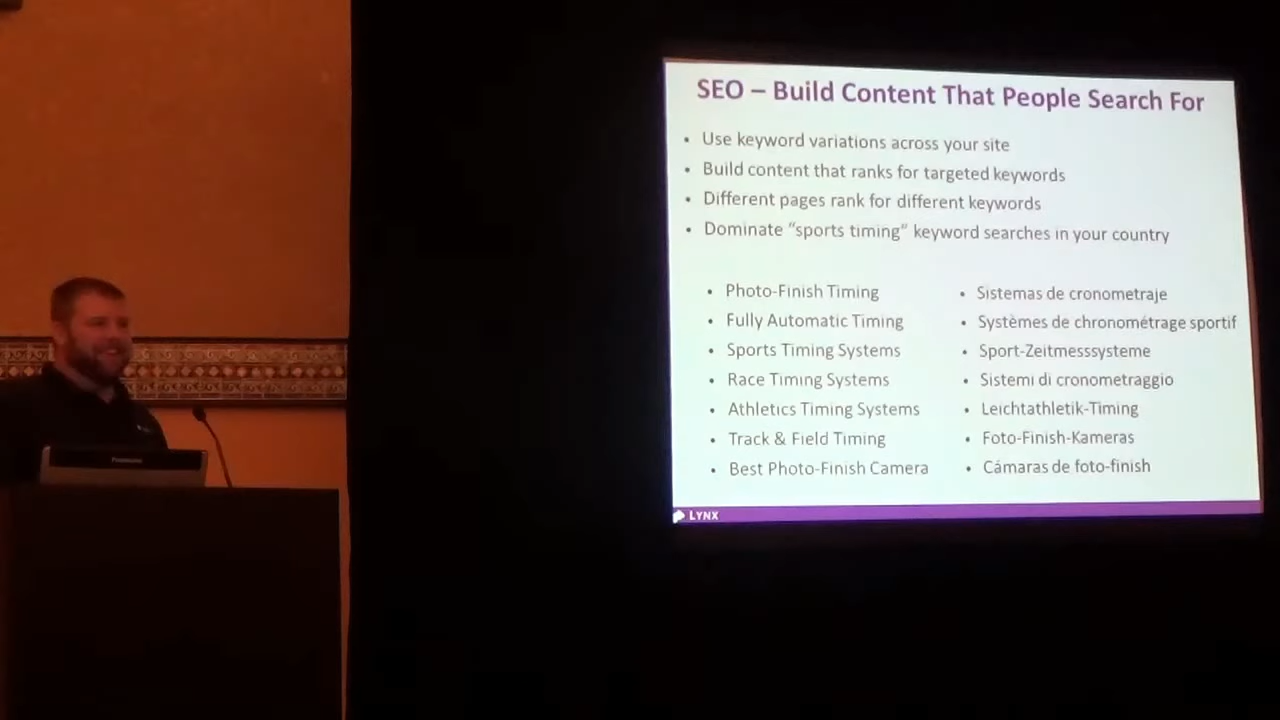 SEO – Build Content That People Search For
• Use keyword variations across your site
• Build content that ranks for targeted keywords
• Different pages rank for different keywords
• Dominate “sports timing” keyword searches in your country
• Photo-Finish Timing
• Fully Automatic Timing
• Sports Timing Systems
• Race Timing Systems
• Athletics Timing Systems
• Track & Field Timing
• Best Photo-Finish Camera
• Sistemas de cronometraje
• Systèmes de chronométrage sportif
• Sport-Zeitmesssysteme
• Sistemi di cronometraggio
• Leichtathletik-Timing
• Foto-Finish-Kameras
• Cámaras de foto-finish
LYNX